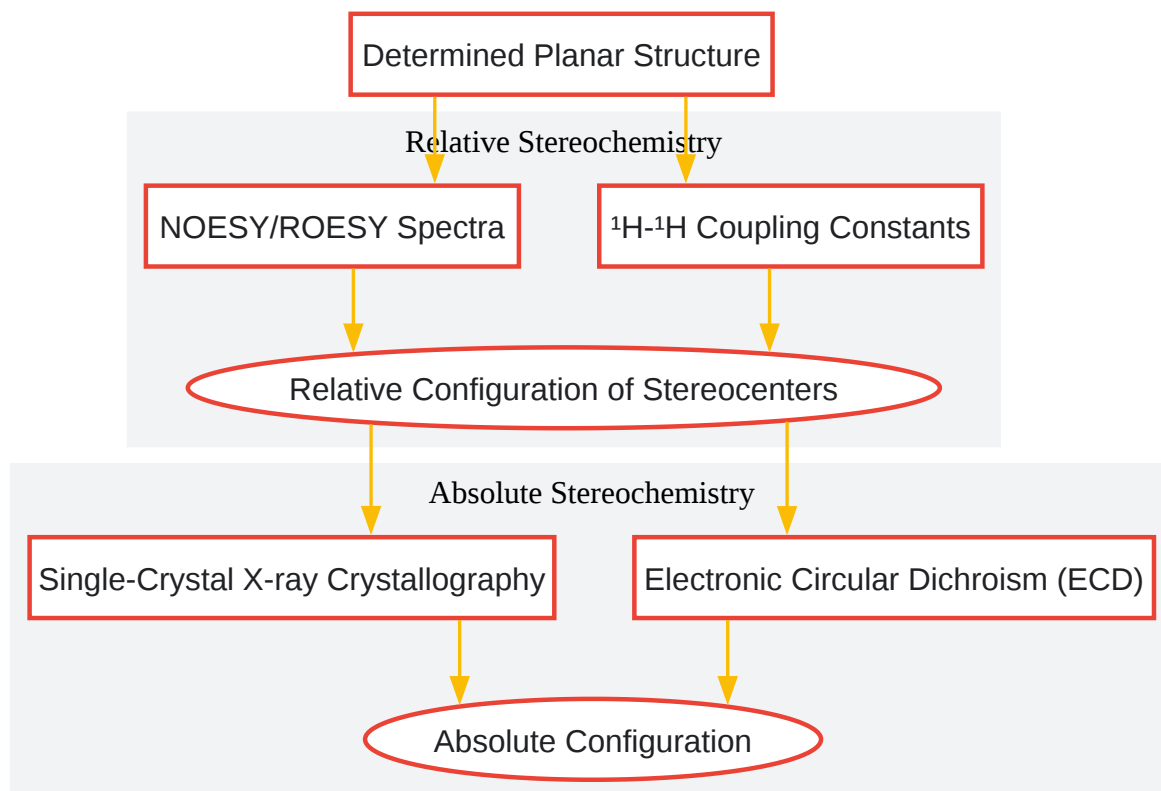 Determined Planar Structure
Relative Stereochemistry
NOESY/ROESY Spectra
¹H-¹H Coupling Constants
Relative Configuration of Stereocenters
Absolute Stereochemistry
Single-Crystal X-ray Crystallography
Electronic Circular Dichroism (ECD)
Absolute Configuration